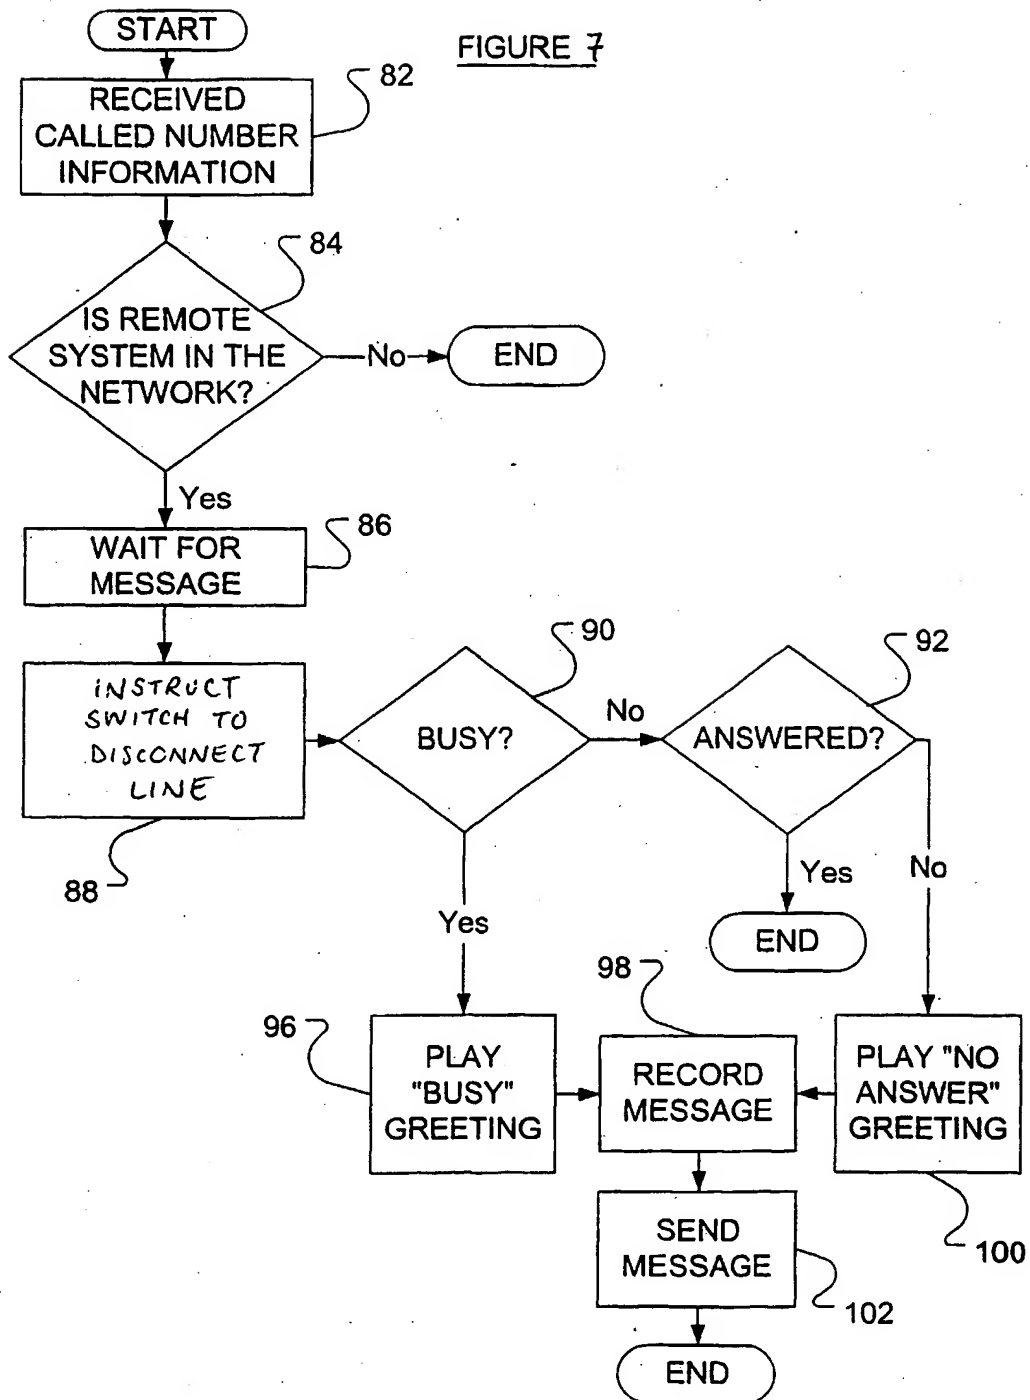 START
FIGURE 7
82
RECEIVED
CALLED NUMBER
INFORMATION
84
IS REMOTE
SYSTEM IN THE
NETWORK?
No
END
Yes
86
WAIT FOR
MESSAGE
90
92
INSTRUCT
SWITCH TO
DISCONNECT
LINE
BUSY?
No
ANSWERED?
88
Yes
Yes
No
END
98
96
PLAY
"BUSY"
GREETING
RECORD
MESSAGE
PLAY "NO
ANSWER"
GREETING
SEND
MESSAGE
100
102
END